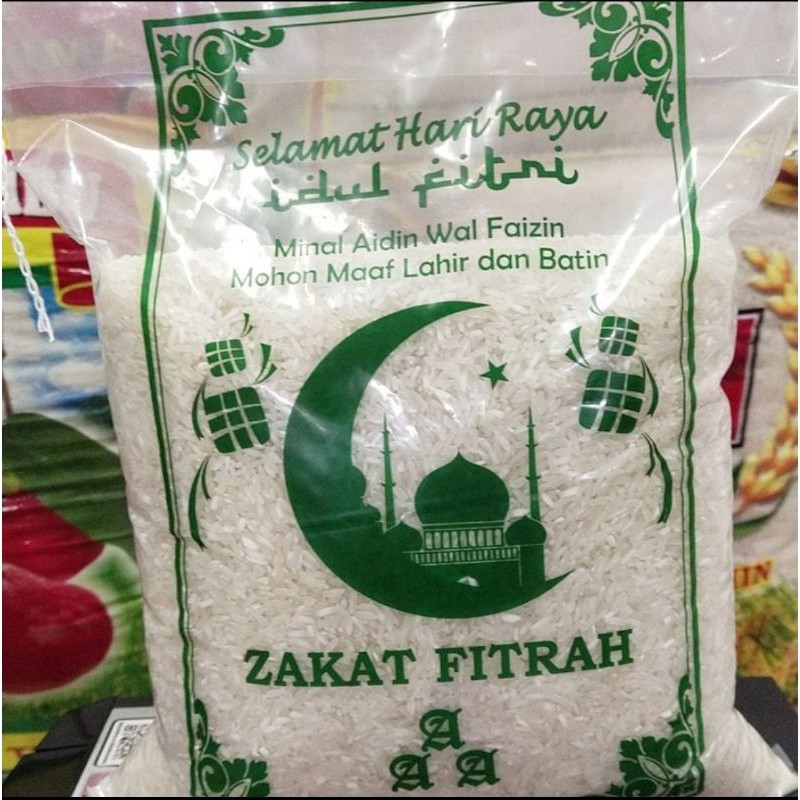 Selamat Hari Raya
idul fitri
Minal Aidin Wal Faizin
Mohon Maaf Lahir dan Batin
ZAKAT FITRAH
A
A A